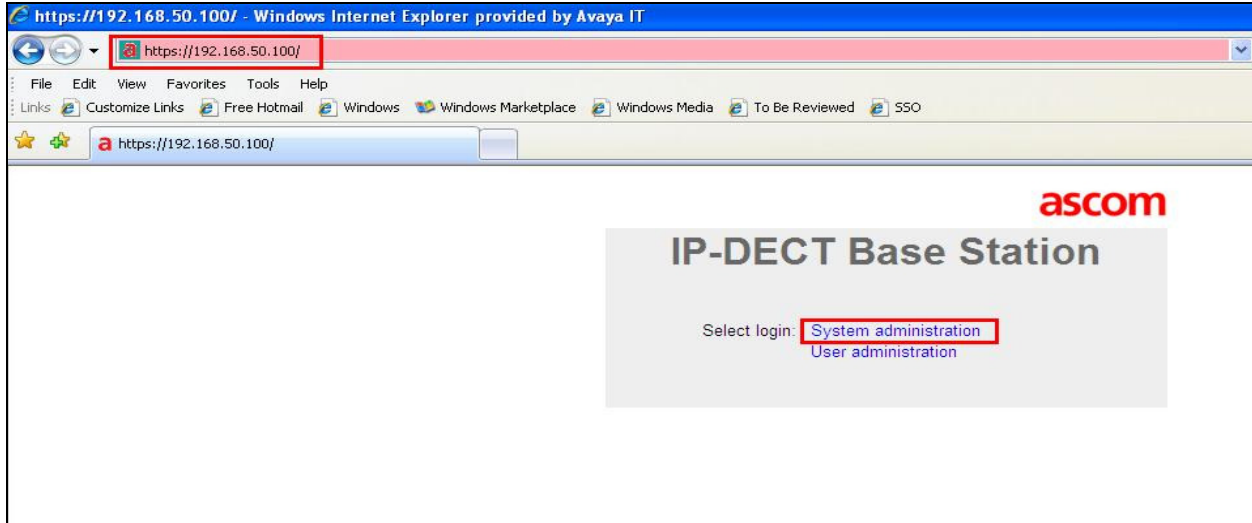 https://192.168.50.100/ - Windows Internet Explorer provided by Avaya IT
https://192.168.50.100/
File Edit View Favorites Tools Help
Links Customize Links Free Hotmail Windows Windows Marketplace Windows Media To Be Reviewed SSO
a https://192.168.50.100/
ascom
IP-DECT Base Station
Select login: System administration
User administration